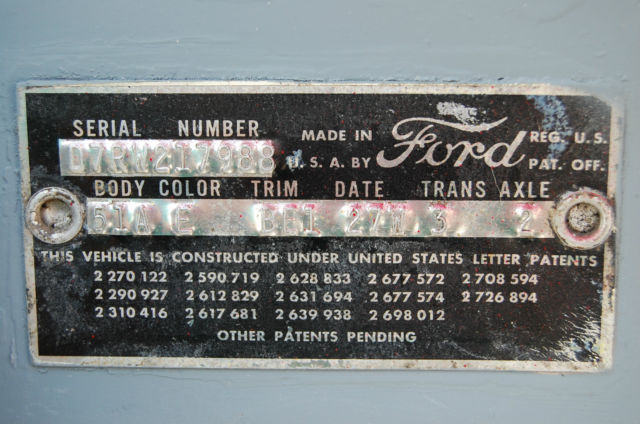 SERIAL NUMBER
MADE IN
U. S. A. BY
Ford
REG. U. S.
PAT. OFF.
D7RW217988
BODY COLOR TRIM DATE TRANS AXLE
51A E BB1 27W 3 2
THIS VEHICLE IS CONSTRUCTED UNDER UNITED STATES LETTER PATENTS
2 270 122 2 590 719 2 628 833 2 677 572 2 708 594
2 290 927 2 612 829 2 631 694 2 677 574 2 726 894
2 310 416 2 617 681 2 639 938 2 698 012
OTHER PATENTS PENDING